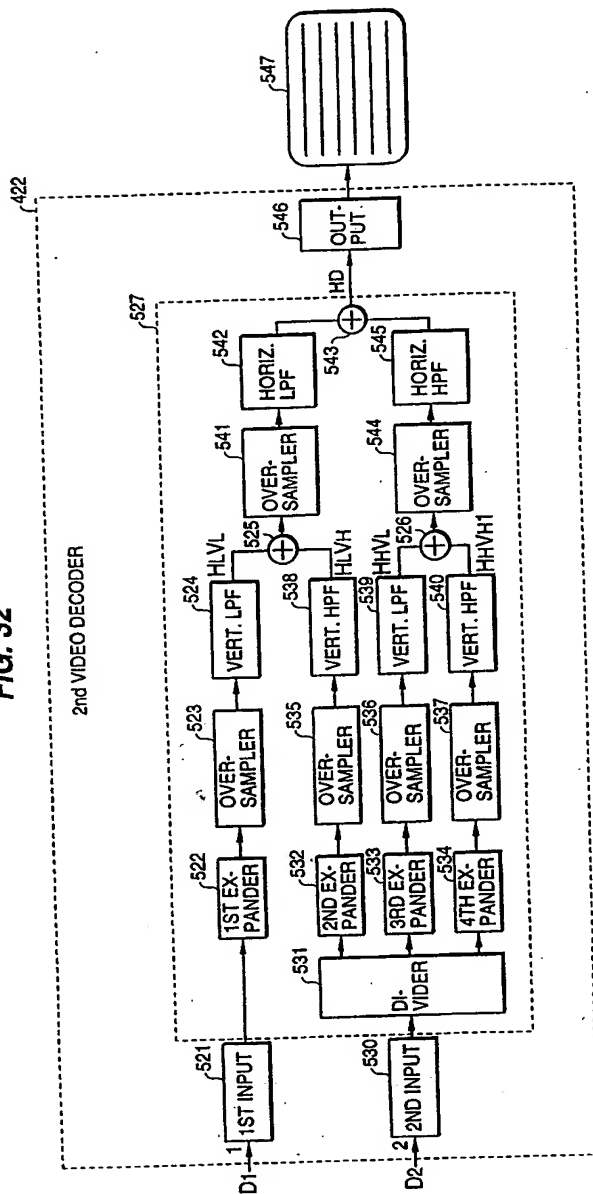 FIG. 32
422
2nd VIDEO DECODER
527
521
1
D1
1ST INPUT
522
1ST EX-
PANDER
523
OVER-
SAMPLER
524
VERT. LPF
HLVL
525
541
OVER-
SAMPLER
542
HORIZ.
LPF
543
HD
546
OUT-
PUT
547
530
2
D2
2ND INPUT
531
DI-
VIDER
532
2ND EX-
PANDER
535
OVER-
SAMPLER
538
VERT. HPF
HLVH
533
3RD EX-
PANDER
536
OVER-
SAMPLER
539
VERT. LPF
HHVL
526
544
OVER-
SAMPLER
545
HORIZ.
HPF
534
4TH EX-
PANDER
537
OVER-
SAMPLER
540
VERT. HPF
HHVH1